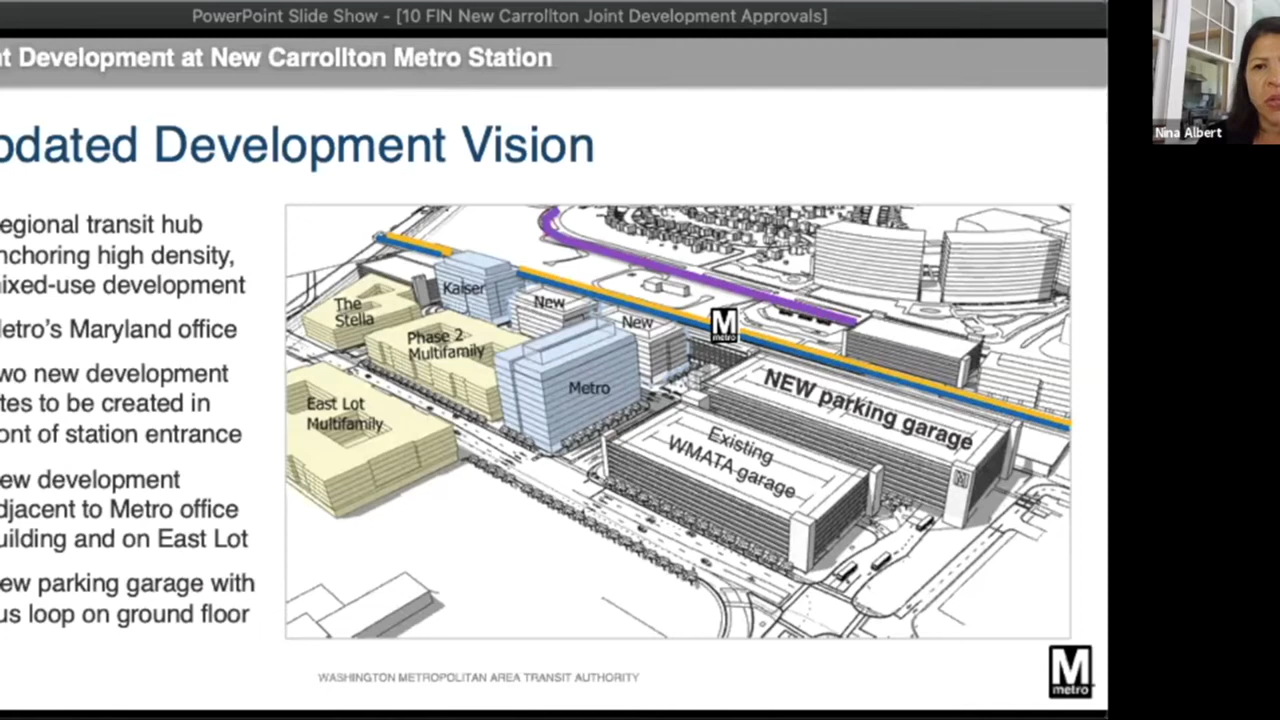 PowerPoint Slide Show - [10 FIN New Carrollton Joint Development Approvals]
nt Development at New Carrollton Metro Station
Nina Albert
pdated Development Vision
egional transit hub
nchoring high density,
ixed-use development
etro's Maryland office
wo new development
tes to be created in
ont of station entrance
ew development
djacent to Metro office
uilding and on East Lot
ew parking garage with
us loop on ground floor
The
Stella
Kaiser
New
New
Phase 2
Multifamily
M
metro
Metro
East Lot
Multifamily
NEW parking garage
Existing
WMATA garage
M
WASHINGTON METROPOLITAN AREA TRANSIT AUTHORITY
M
metro